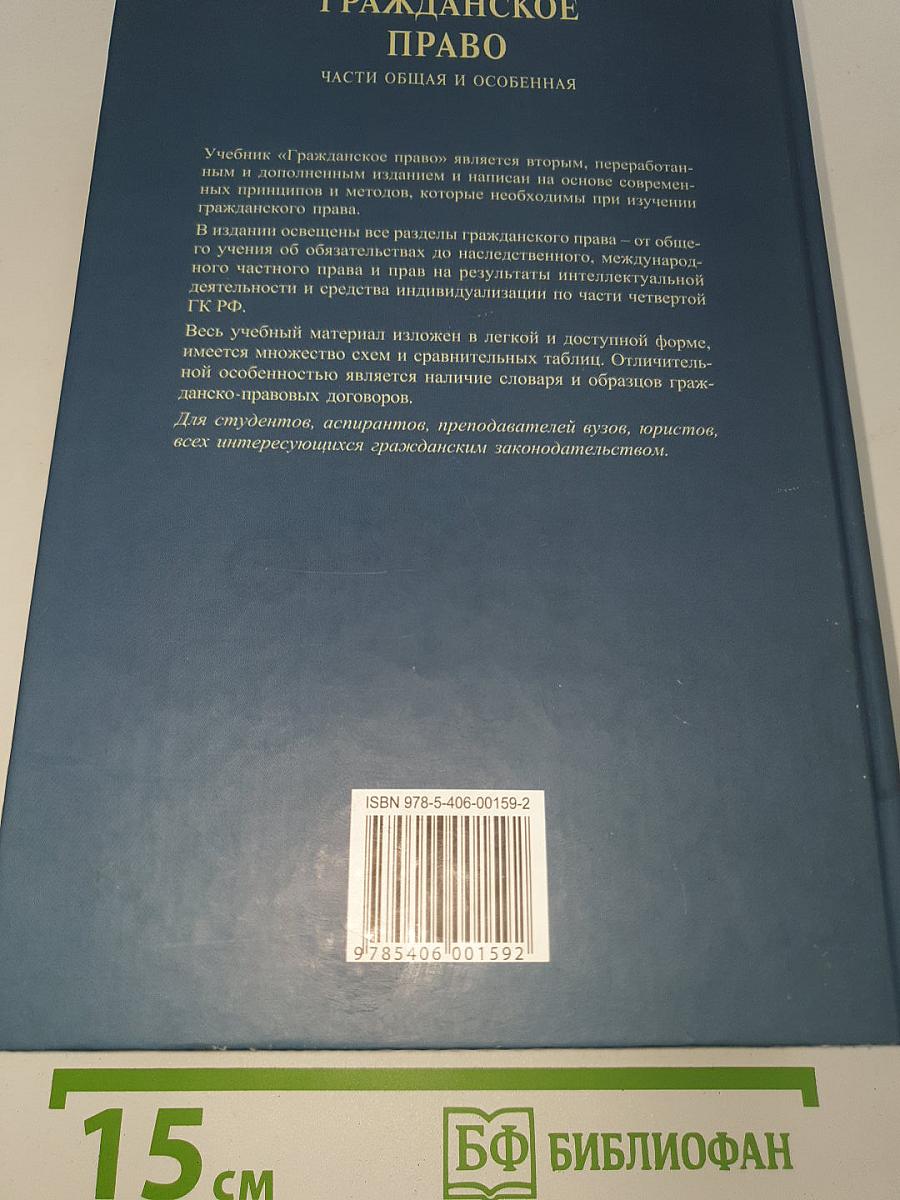 ГРАЖДАНСКОЕ
ПРАВО
ЧАСТИ ОБЩАЯ И ОСОБЕННАЯ
Учебник «Гражданское право» является вторым, переработан-
ным и дополненным изданием и написан на основе современ-
ных принципов и методов, которые необходимы при изучении
гражданского права.
В издании освещены все разделы гражданского права – от обще-
го учения об обязательствах до наследственного, международ-
ного частного права и прав на результаты интеллектуальной
деятельности и средства индивидуализации по части четвертой
ГК РФ.
Весь учебный материал изложен в легкой и доступной форме,
имеется множество схем и сравнительных таблиц. Отличитель-
ной особенностью является наличие словаря и образцов граж-
данско-правовых договоров.
Для студентов, аспирантов, преподавателей вузов, юристов,
всех интересующихся гражданским законодательством.
ISBN 978-5-406-00159-2
9 785406 001592
15 см
БФ БИБЛИОФАН